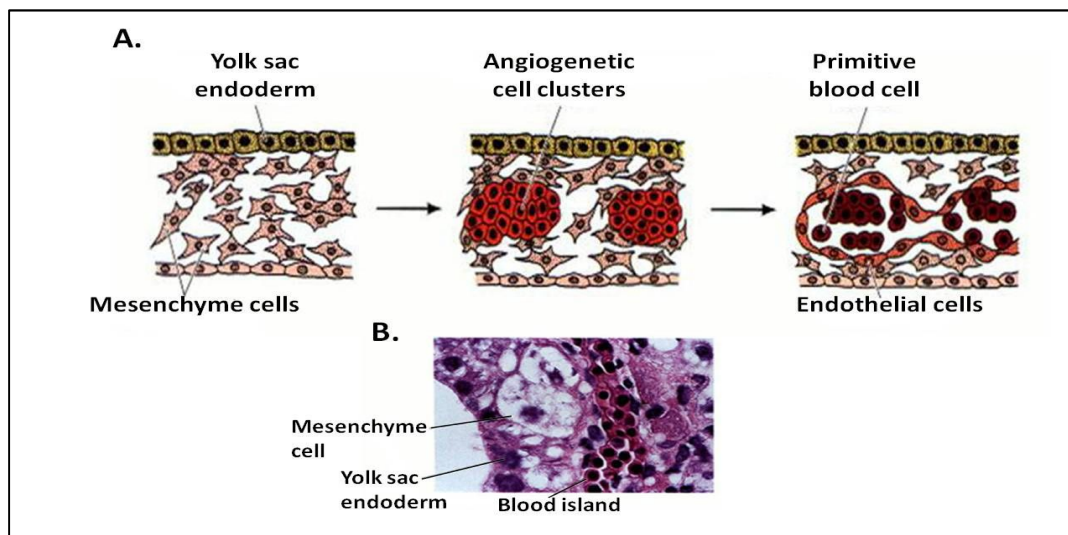 A.
Yolk sac
endoderm
Angiogenetic
cell clusters
Primitive
blood cell
Mesenchyme cells
Endothelial cells
B.
Mesenchyme
cell
Yolk sac
endoderm
Blood island